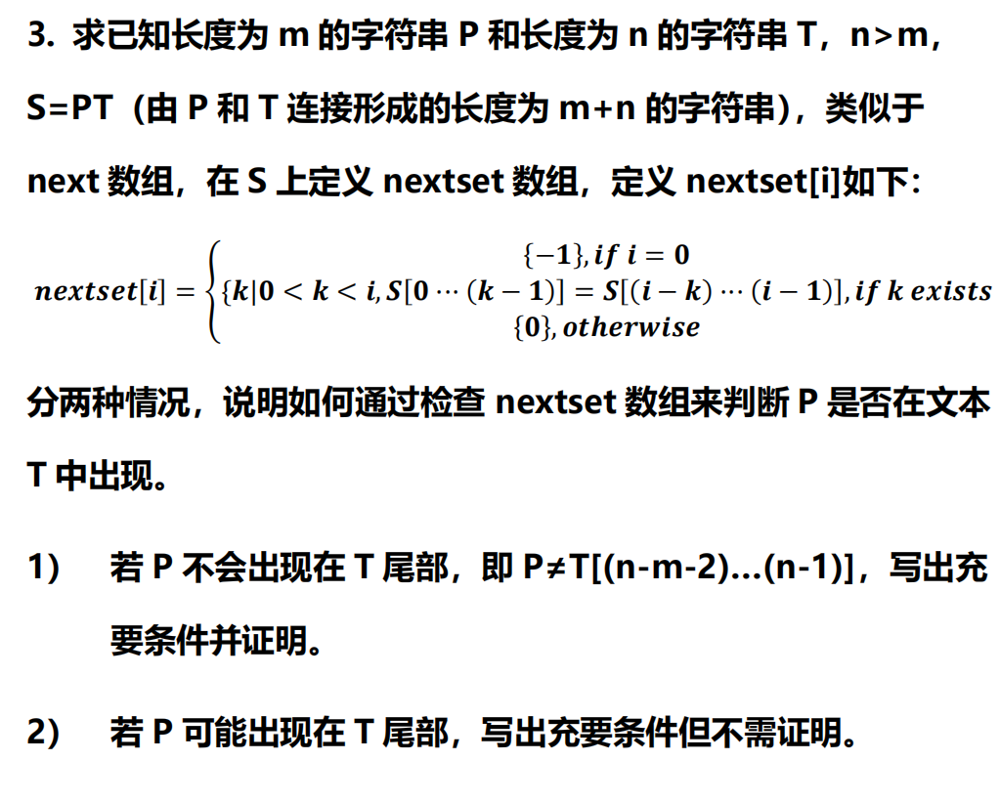 3. 求已知长度为 m 的字符串 P 和长度为 n 的字符串 T，n>m，
S=PT（由 P 和 T 连接形成的长度为 m+n 的字符串），类似于
next 数组，在 S 上定义 nextset 数组，定义 nextset[i]如下：
{−1}, if i = 0
nextset[i] = { {k|0 < k < i, S[0 ⋯ (k − 1)] = S[(i − k) ⋯ (i − 1)], if k exists
{0}, otherwise
分两种情况，说明如何通过检查 nextset 数组来判断 P 是否在文本
T 中出现。
1) 若 P 不会出现在 T 尾部，即 P≠T[(n-m-2)…(n-1)]，写出充
要条件并证明。
2) 若 P 可能出现在 T 尾部，写出充要条件但不需证明。